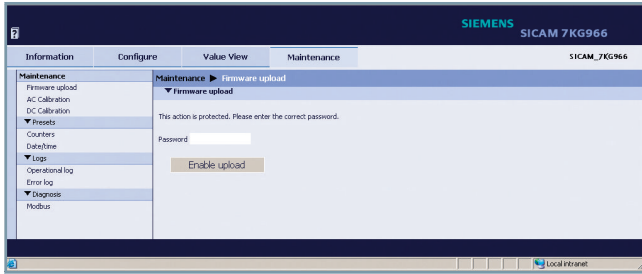 SIEMENS
SICAM 7KG966
Information Configure Value View Maintenance SICAM_7KG966
Maintenance
Firmware upload
AC Calibration
DC Calibration
Presets
Counters
Date/time
Logs
Operational log
Error log
Diagnosis
Modbus
Maintenance Firmware upload
Firmware upload
This action is protected. Please enter the correct password.
Password
Enable upload
Local intranet